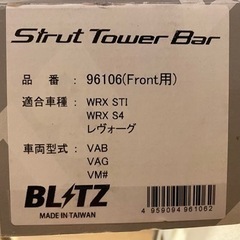 Strut Tower Bar
品　番：96106(Front用)
適合車種：WRX STI
WRX S4
レヴォーグ
車両型式：VAB
VAG
VM#
BLITZ
MADE IN TAIWAN
4 959094 961062